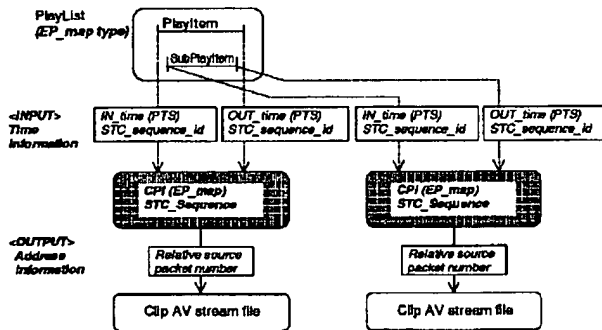 PlayList
(EP_map type)
PlayItem
SubPlayItem
<INPUT>
Time
Information
IN_time (PTS)
STC_sequence_id
OUT_time (PTS)
STC_sequence_id
IN_time (PTS)
STC_sequence_id
OUT_time (PTS)
STC_sequence_id
CPI (EP_map)
STC_Sequence
CPI (EP_map)
STC_Sequence
<OUTPUT>
Address
Information
Relative source
packet number
Relative source
packet number
Clip AV stream file
Clip AV stream file